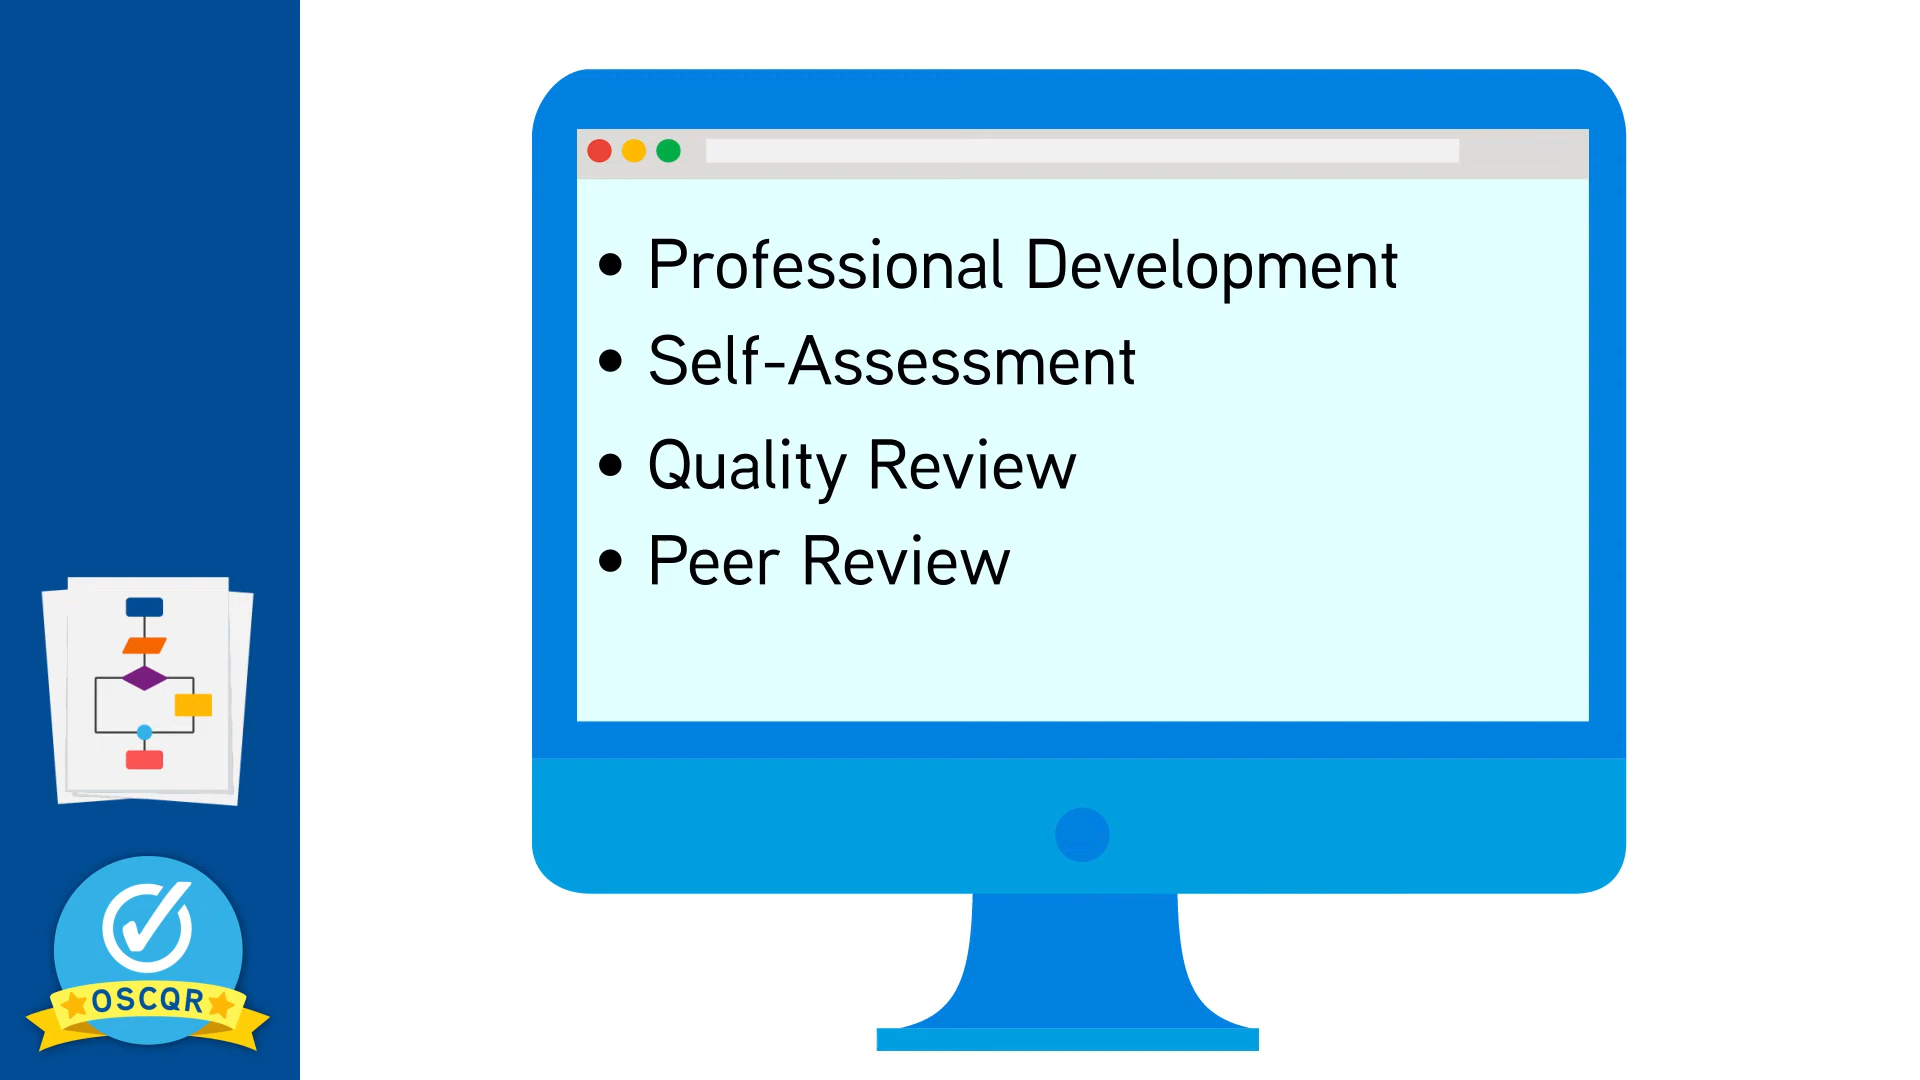 • Professional Development
• Self-Assessment
• Quality Review
• Peer Review
OSCQR